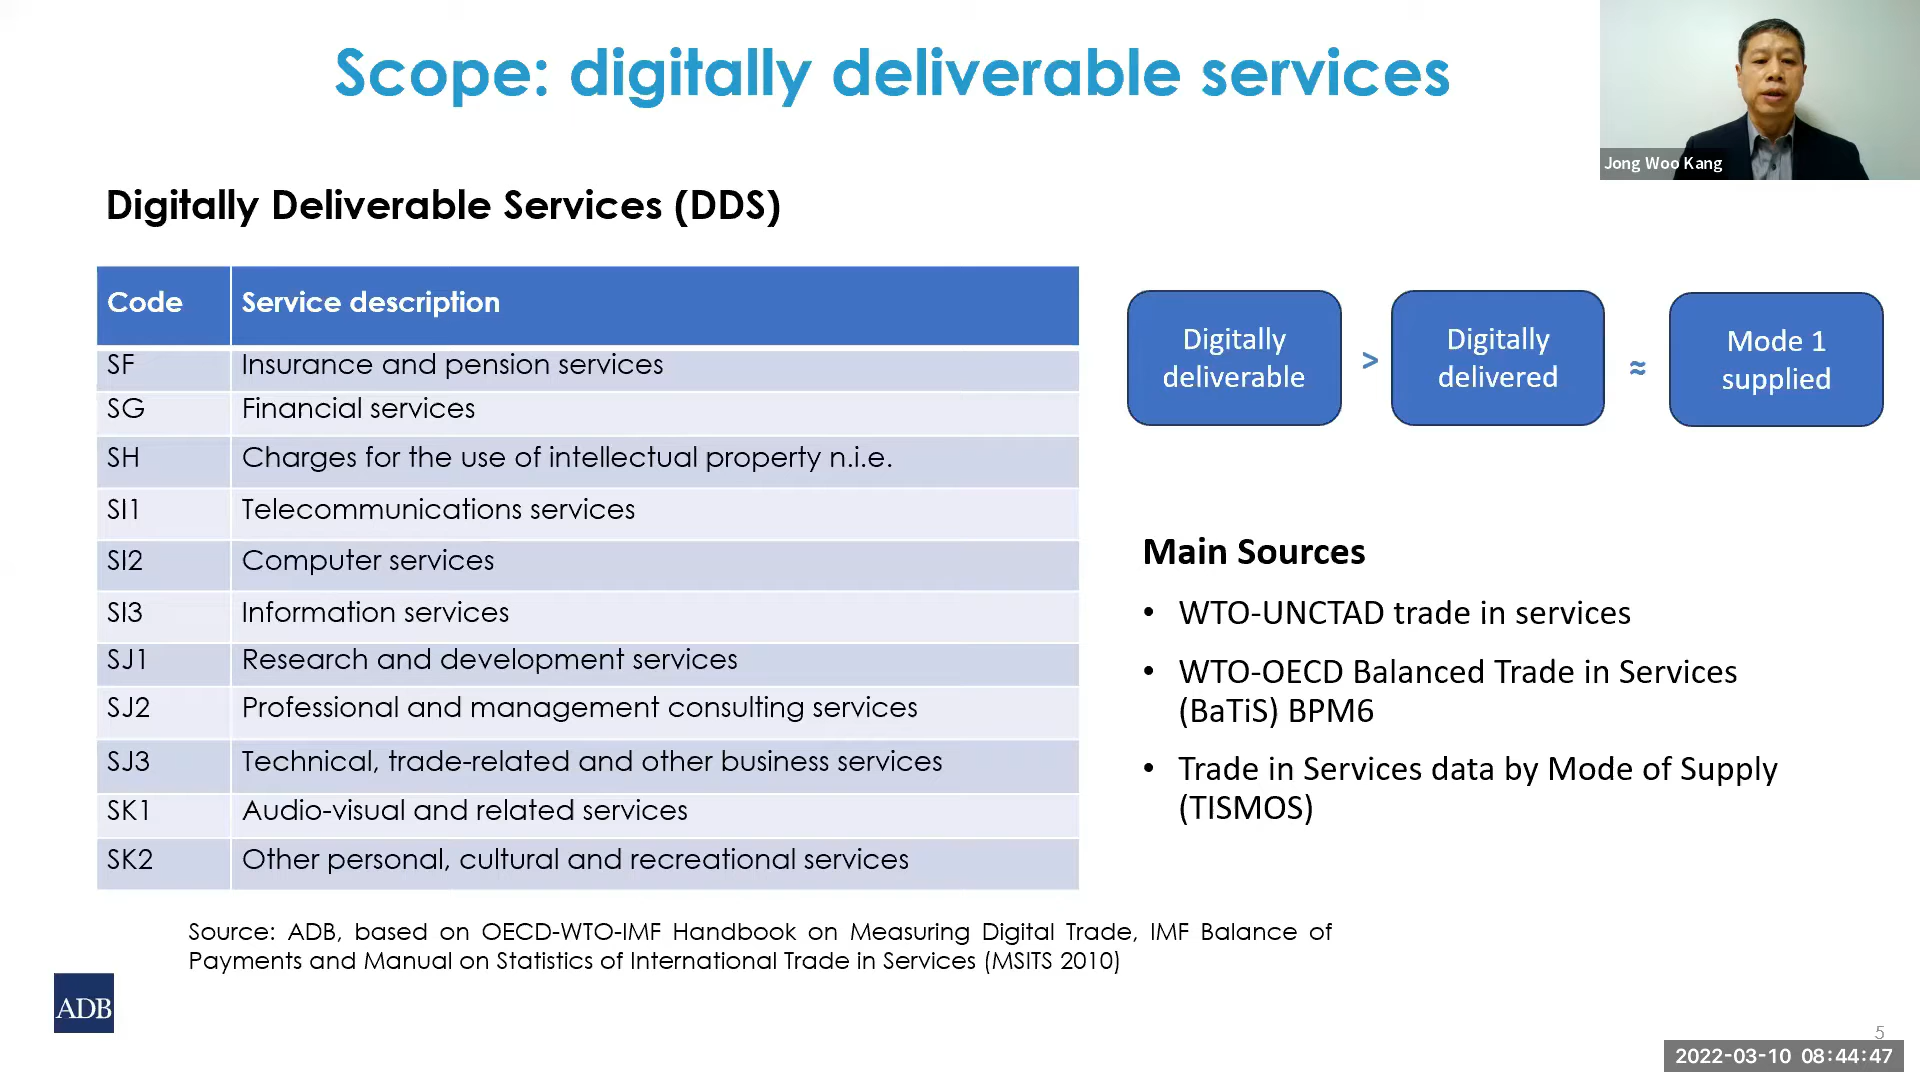 Scope: digitally deliverable services
Jong Woo Kang
Digitally Deliverable Services (DDS)
Code Service description
SF Insurance and pension services
SG Financial services
SH Charges for the use of intellectual property n.i.e.
SI1 Telecommunications services
SI2 Computer services
SI3 Information services
SJ1 Research and development services
SJ2 Professional and management consulting services
SJ3 Technical, trade-related and other business services
SK1 Audio-visual and related services
SK2 Other personal, cultural and recreational services
Digitally
deliverable
>
Digitally
delivered
≈
Mode 1
supplied
Main Sources
• WTO-UNCTAD trade in services
• WTO-OECD Balanced Trade in Services
(BaTiS) BPM6
• Trade in Services data by Mode of Supply
(TISMOS)
Source: ADB, based on OECD-WTO-IMF Handbook on Measuring Digital Trade, IMF Balance of
Payments and Manual on Statistics of International Trade in Services (MSITS 2010)
ADB
5
2022-03-10 08:44:47